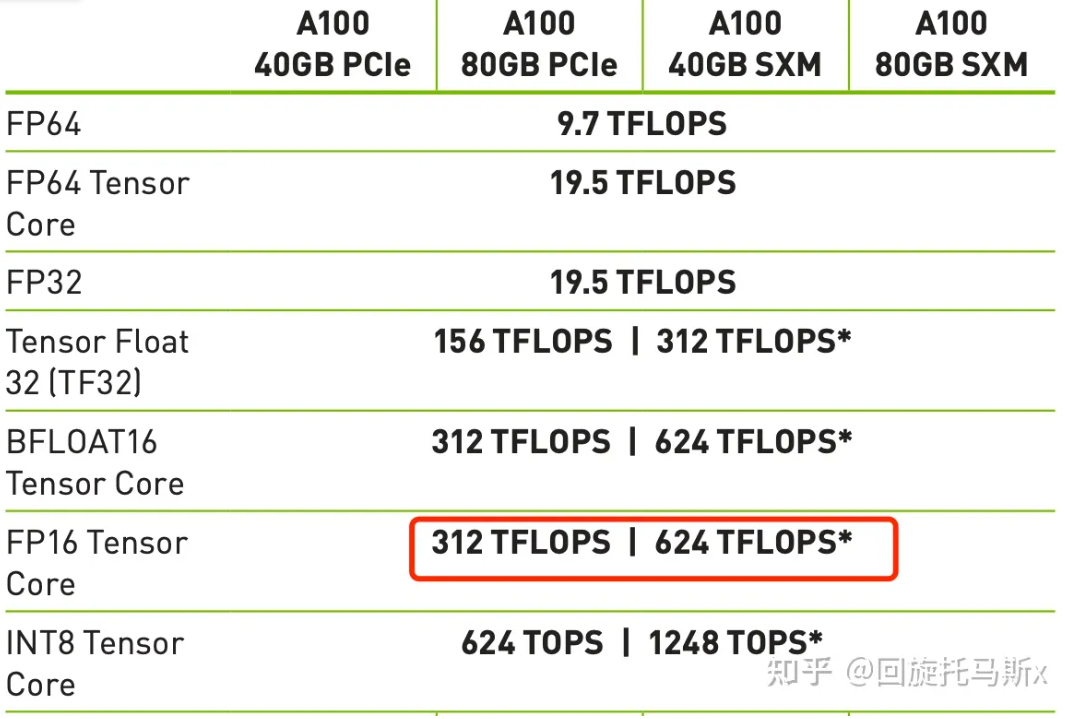 A100 A100 A100 A100
40GB PCIe 80GB PCIe 40GB SXM 80GB SXM
FP64 9.7 TFLOPS
FP64 Tensor 19.5 TFLOPS
Core
FP32 19.5 TFLOPS
Tensor Float 156 TFLOPS | 312 TFLOPS*
32 (TF32)
BFLOAT16 312 TFLOPS | 624 TFLOPS*
Tensor Core
FP16 Tensor 312 TFLOPS | 624 TFLOPS*
Core
INT8 Tensor 624 TOPS | 1248 TOPS*
Core
知乎 @回旋托马斯x